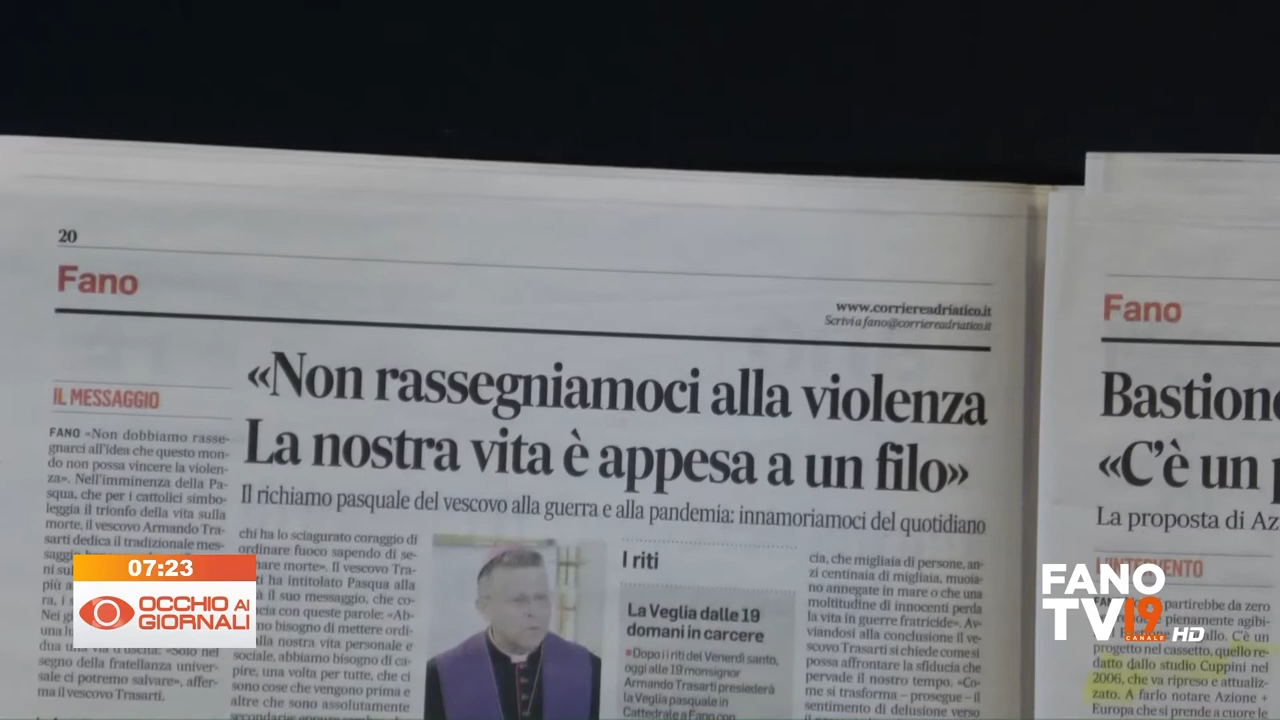 20
Fano
www.corriereadriatico.it
Scrivi a fano@corriereadriatico.it
IL MESSAGGIO
«Non rassegniamoci alla violenza
La nostra vita è appesa a un filo»
Il richiamo pasquale del vescovo alla guerra e alla pandemia: innamoriamoci del quotidiano
FANO «Non dobbiamo rasse-
gnarci all'idea che questo mon-
do non possa vincere la violen-
za». Nell'imminenza della Pa-
squa, che per i cattolici simbo-
leggia il trionfo della vita sulla
morte, il vescovo Armando Tra-
sarti dedica il tradizionale mes-
segno della fratellanza univer-
sale ci potremo salvare», affer-
ma il vescovo Trasarti.
chi ha lo sciagurato coraggio di
ordinare fuoco sapendo di se-
nare morte». Il vescovo Tra-
ti ha intitolato Pasqua alla
il suo messaggio, che co-
cia con queste parole: «Ab-
mo bisogno di mettere ordi-
alla nostra vita personale e
sociale, abbiamo bisogno di ca-
pire, una volta per tutte, che ci
sono cose che vengono prima e
altre che sono assolutamente
I riti
La Veglia dalle 19
domani in carcere
•Dopo i riti del Venerdì santo,
oggi alle 19 monsignor
Armando Trasarti presiederà
la Veglia pasquale in
Cattedrale a Fano con
cia, che migliaia di persone, an-
zi centinaia di migliaia, muoia-
no annegate in mare o che una
moltitudine di innocenti perda
la vita in guerre fratricide». Av-
viandosi alla conclusione il ve-
scovo Trasarti si chiede come si
possa affrontare la sfiducia che
pervade il nostro tempo. «Co-
me si trasforma – prosegue – il
sentimento di delusione verso
Fano
Bastion
«C'è un
La proposta di Az
L'INTERVENTO
partirebbe da zero
pienamente agibi-
C'è un
progetto nel cassetto, quello re-
datto dallo studio Cuppini nel
2006, che va ripreso e attualiz-
zato. A farlo notare Azione +
Europa che si prende a cuore le
07:23
OCCHIO AI
GIORNALI
FANO
TV19
CANALE HD